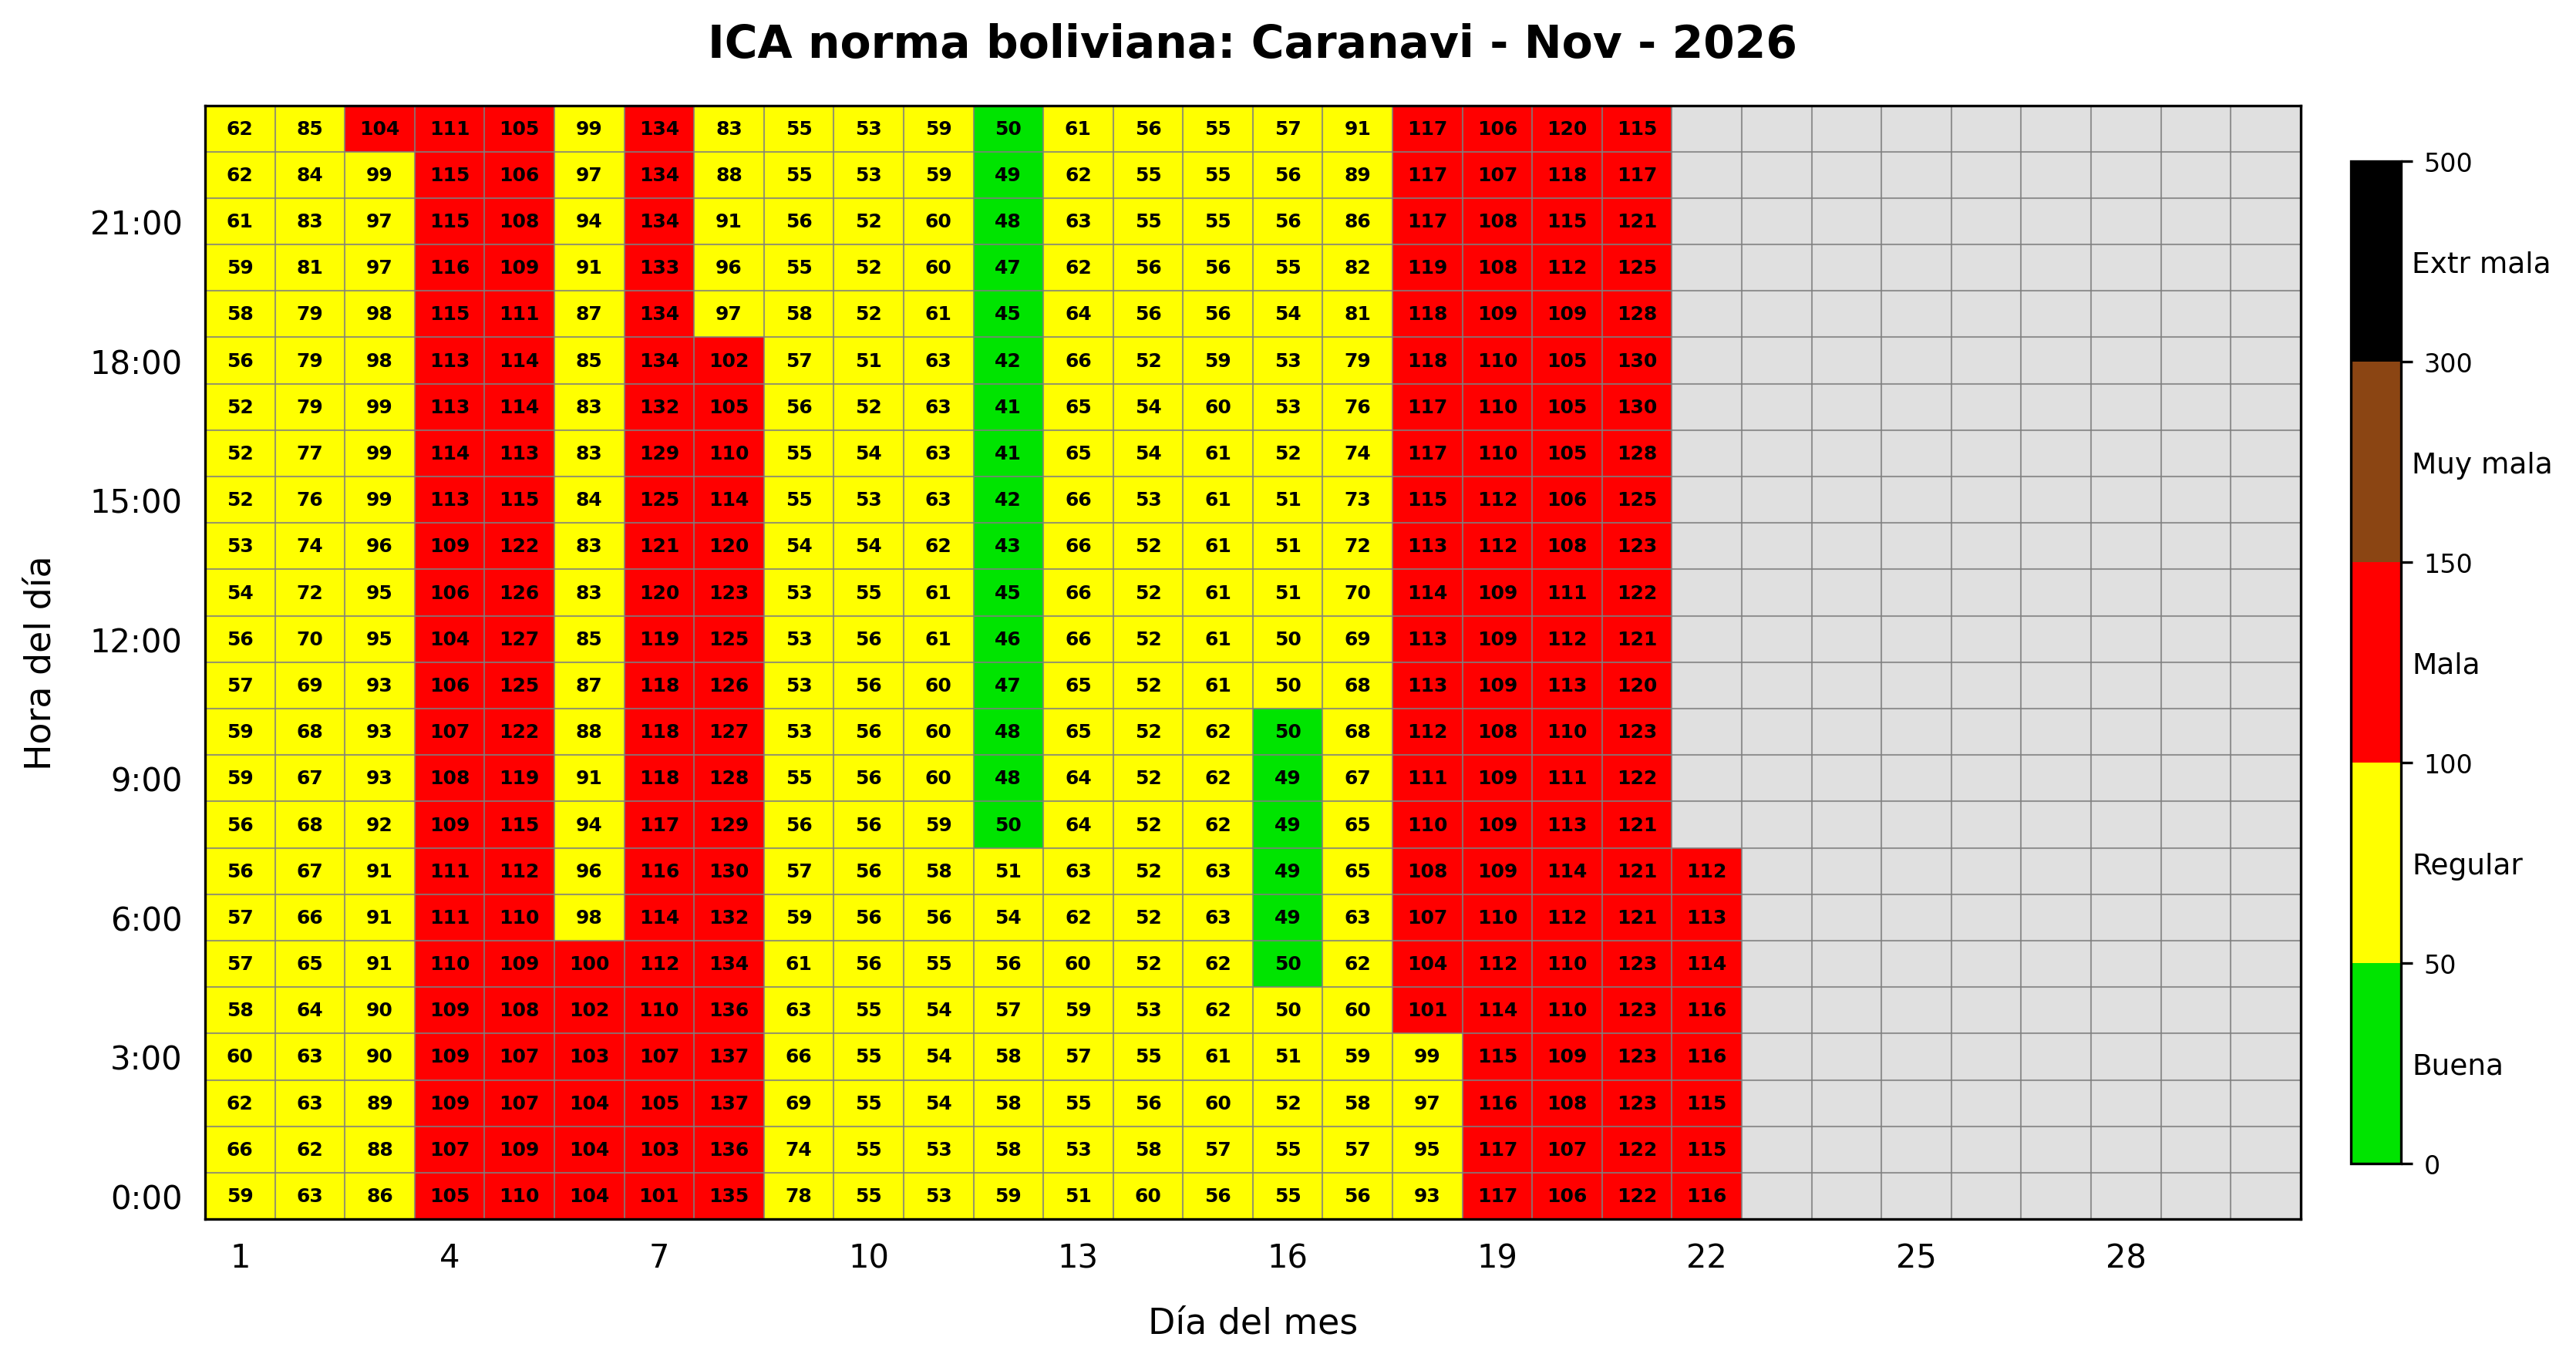 ICA norma boliviana: Caranavi - Nov - 2026
62 85 104 111 105 99 134 83 55 53 59 50 61 56 55 57 91 117 106 120 115
62 84 99 115 106 97 134 88 55 53 59 49 62 55 55 56 89 117 107 118 117
21:00 61 83 97 115 108 94 134 91 56 52 60 48 63 55 55 56 86 117 108 115 121
59 81 97 116 109 91 133 96 55 52 60 47 62 56 56 55 82 119 108 112 125
58 79 98 115 111 87 134 97 58 52 61 45 64 56 56 54 81 118 109 109 128
18:00 56 79 98 113 114 85 134 102 57 51 63 42 66 52 59 53 79 118 110 105 130
52 79 99 113 114 83 132 105 56 52 63 41 65 54 60 53 76 117 110 105 130
52 77 99 114 113 83 129 110 55 54 63 41 65 54 61 52 74 117 110 105 128
15:00 52 76 99 113 115 84 125 114 55 53 63 42 66 53 61 51 73 115 112 106 125
53 74 96 109 122 83 121 120 54 54 62 43 66 52 61 51 72 113 112 108 123
54 72 95 106 126 83 120 123 53 55 61 45 66 52 61 51 70 114 109 111 122
12:00 56 70 95 104 127 85 119 125 53 56 61 46 66 52 61 50 69 113 109 112 121
57 69 93 106 125 87 118 126 53 56 60 47 65 52 61 50 68 113 109 113 120
59 68 93 107 122 88 118 127 53 56 60 48 65 52 62 50 68 112 108 110 123
9:00 59 67 93 108 119 91 118 128 55 56 60 48 64 52 62 49 67 111 109 111 122
56 68 92 109 115 94 117 129 56 56 59 50 64 52 62 49 65 110 109 113 121
56 67 91 111 112 96 116 130 57 56 58 51 63 52 63 49 65 108 109 114 121 112
6:00 57 66 91 111 110 98 114 132 59 56 56 54 62 52 63 49 63 107 110 112 121 113
57 65 91 110 109 100 112 134 61 56 55 56 60 52 62 50 62 104 112 110 123 114
58 64 90 109 108 102 110 136 63 55 54 57 59 53 62 50 60 101 114 110 123 116
3:00 60 63 90 109 107 103 107 137 66 55 54 58 57 55 61 51 59 99 115 109 123 116
62 63 89 109 107 104 105 137 69 55 54 58 55 56 60 52 58 97 116 108 123 115
66 62 88 107 109 104 103 136 74 55 53 58 53 58 57 55 57 95 117 107 122 115
0:00 59 63 86 105 110 104 101 135 78 55 53 59 51 60 56 55 56 93 117 106 122 116
1 4 7 10 13 16 19 22 25 28
Día del mes
Hora del día
500
Extr mala
300
Muy mala
150
Mala
100
Regular
50
Buena
0